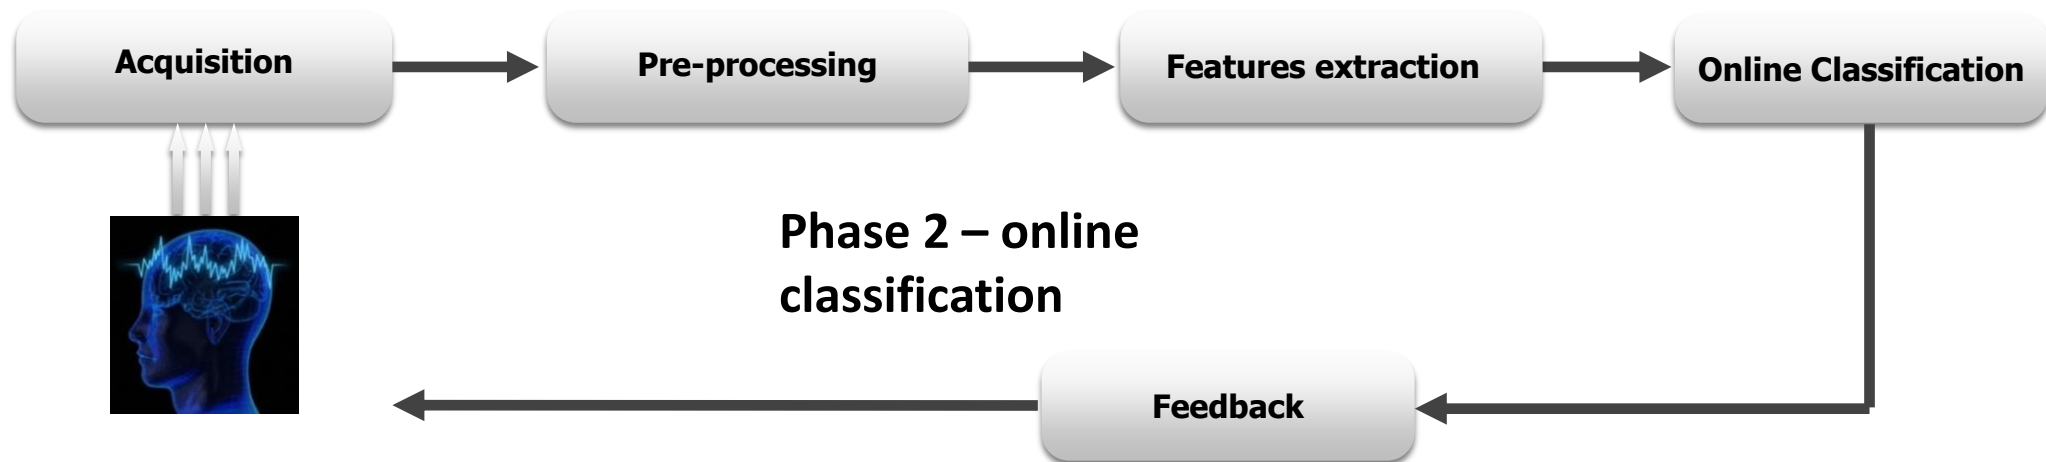 Acquisition
Pre-processing
Features extraction
Online Classification
Phase 2 – online
classification
Feedback